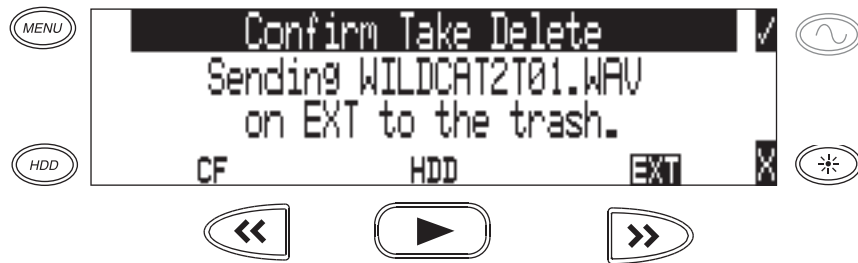 MENU
Confirm Take Delete
√
Sending WILDCAT2T01.WAV
on EXT to the trash.
HDD
CF HDD EXT X